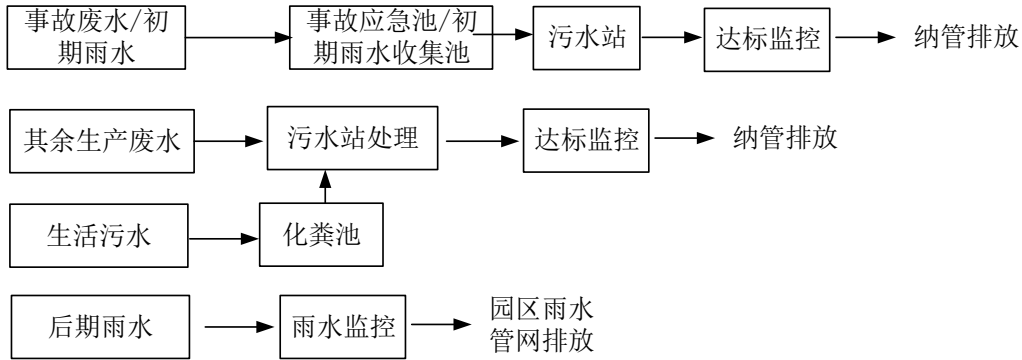 事故废水/初
期雨水
事故应急池/初
期雨水收集池
污水站
达标监控
纳管排放
其余生产废水
污水站处理
达标监控
纳管排放
生活污水
化粪池
后期雨水
雨水监控
园区雨水
管网排放